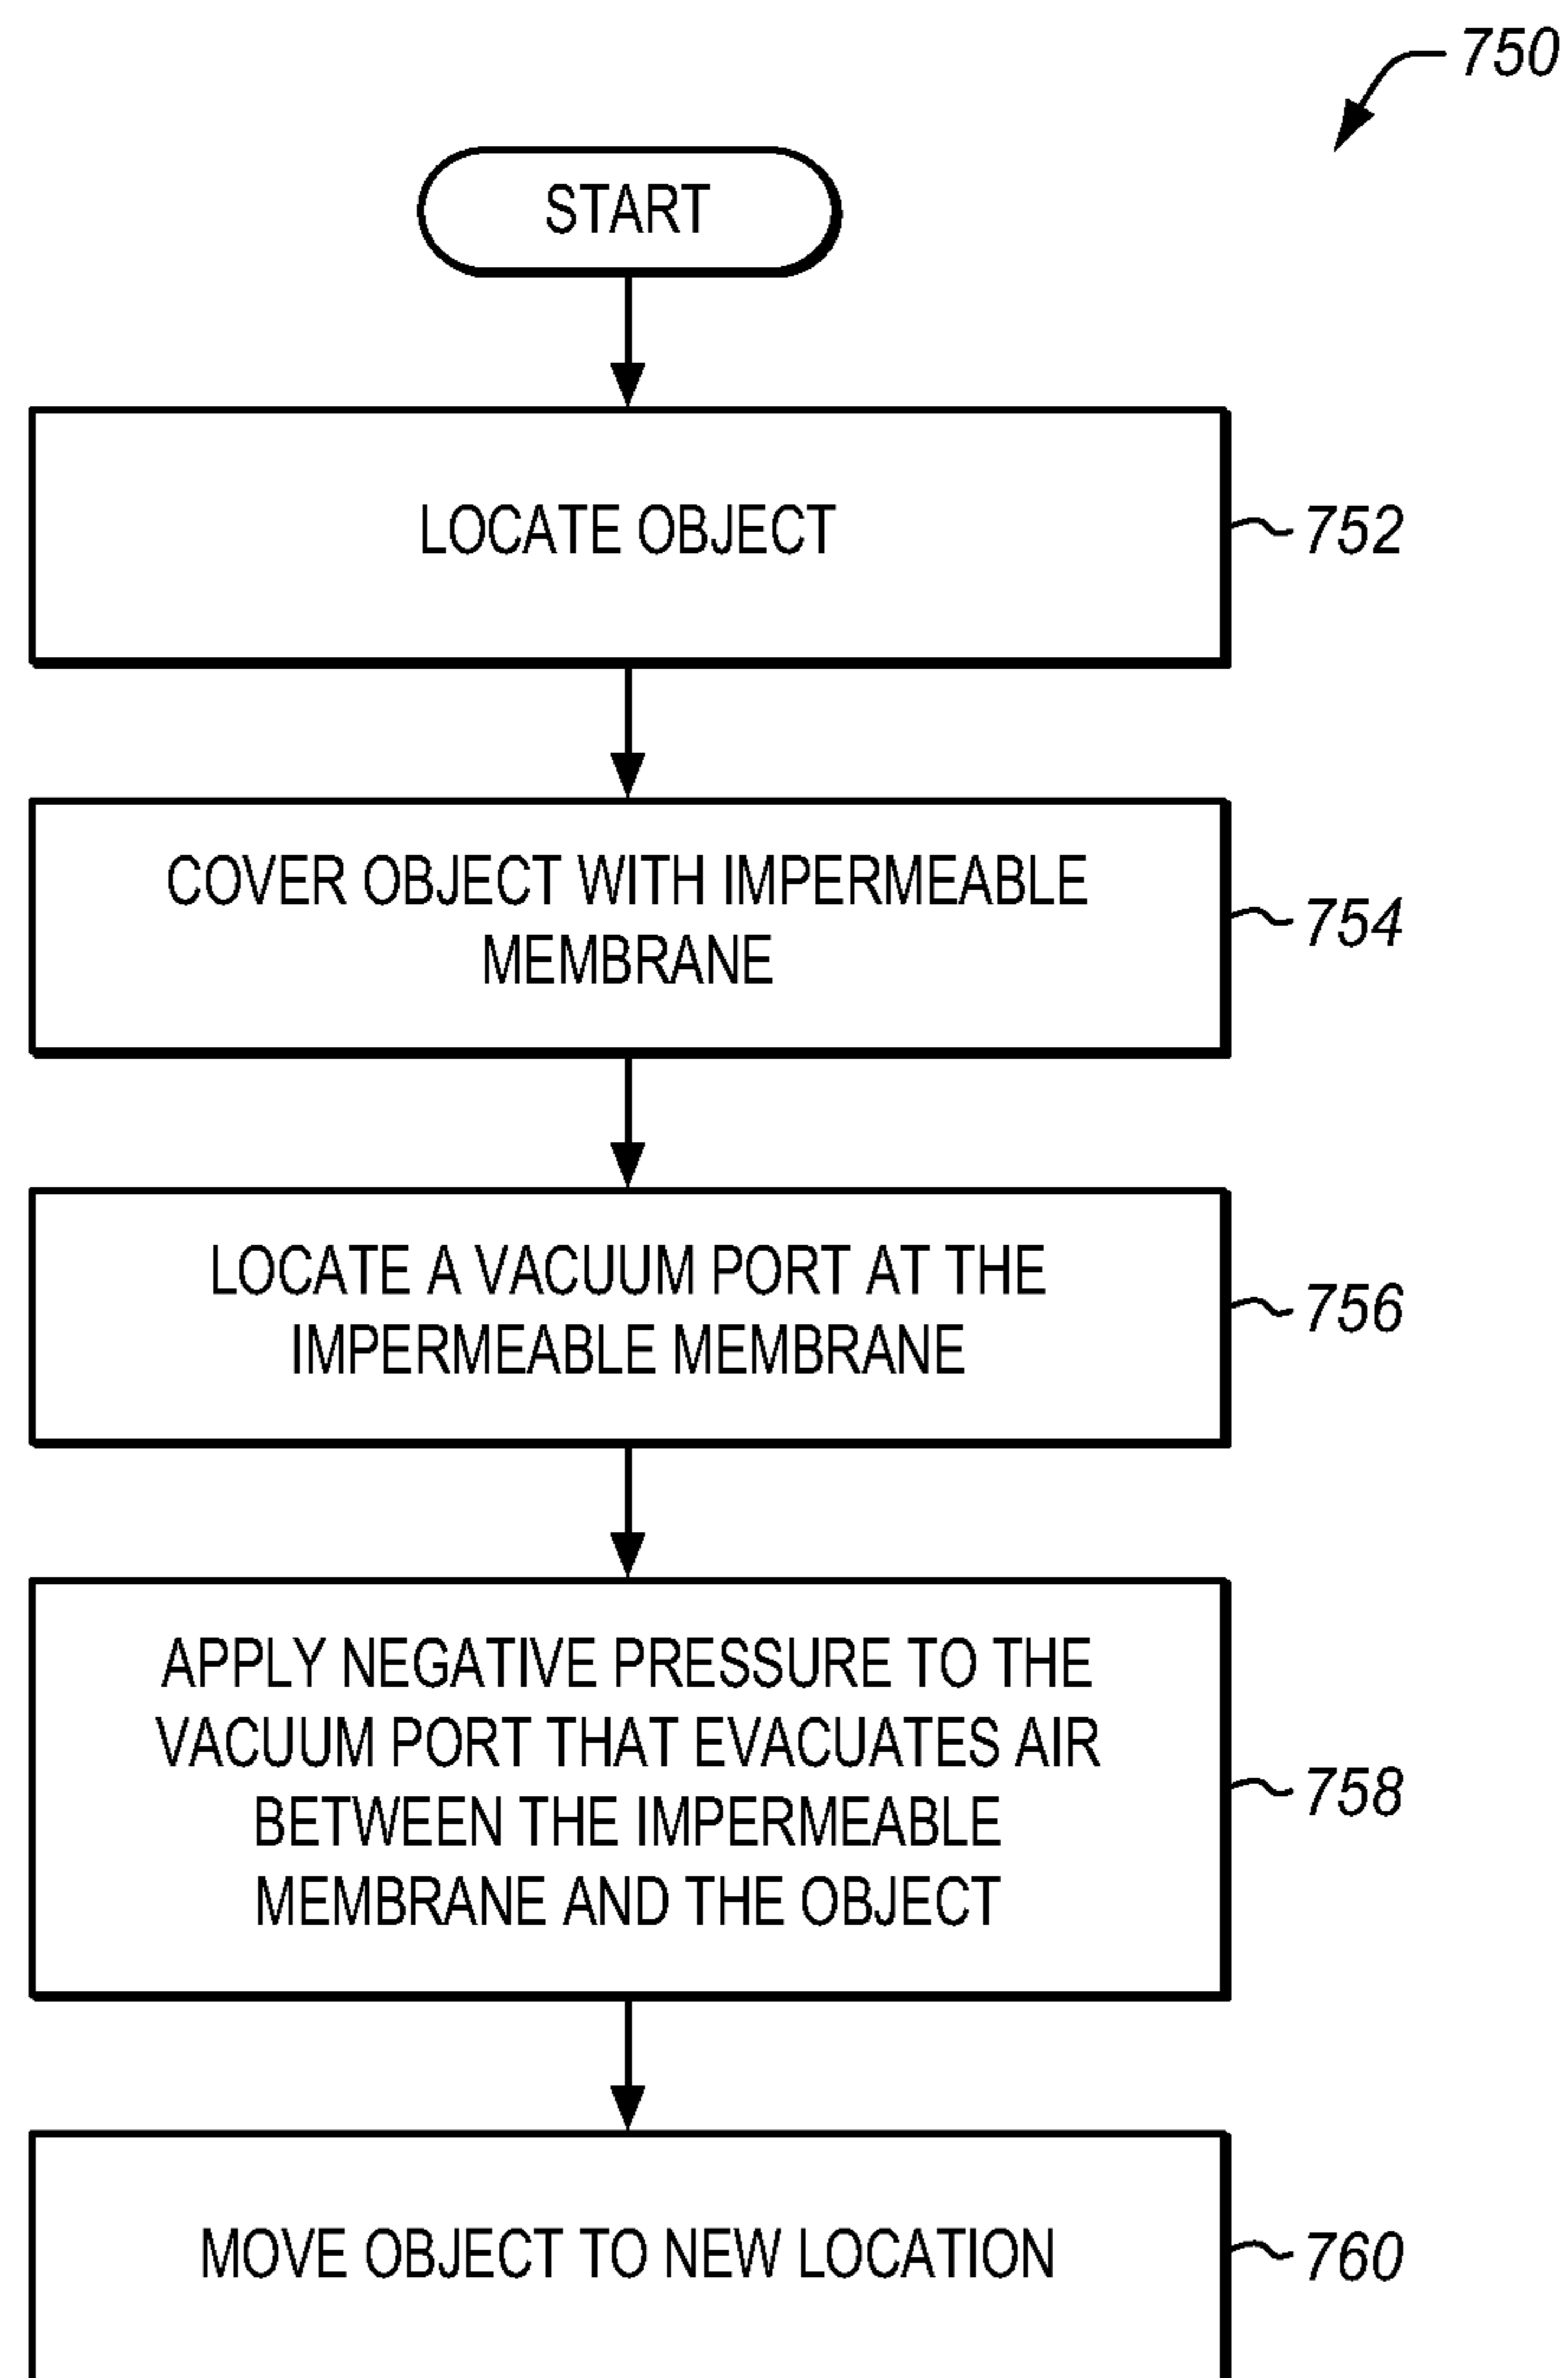 750
START
LOCATE OBJECT
752
COVER OBJECT WITH IMPERMEABLE
MEMBRANE
754
LOCATE A VACUUM PORT AT THE
IMPERMEABLE MEMBRANE
756
APPLY NEGATIVE PRESSURE TO THE
VACUUM PORT THAT EVACUATES AIR
BETWEEN THE IMPERMEABLE
MEMBRANE AND THE OBJECT
758
MOVE OBJECT TO NEW LOCATION
760